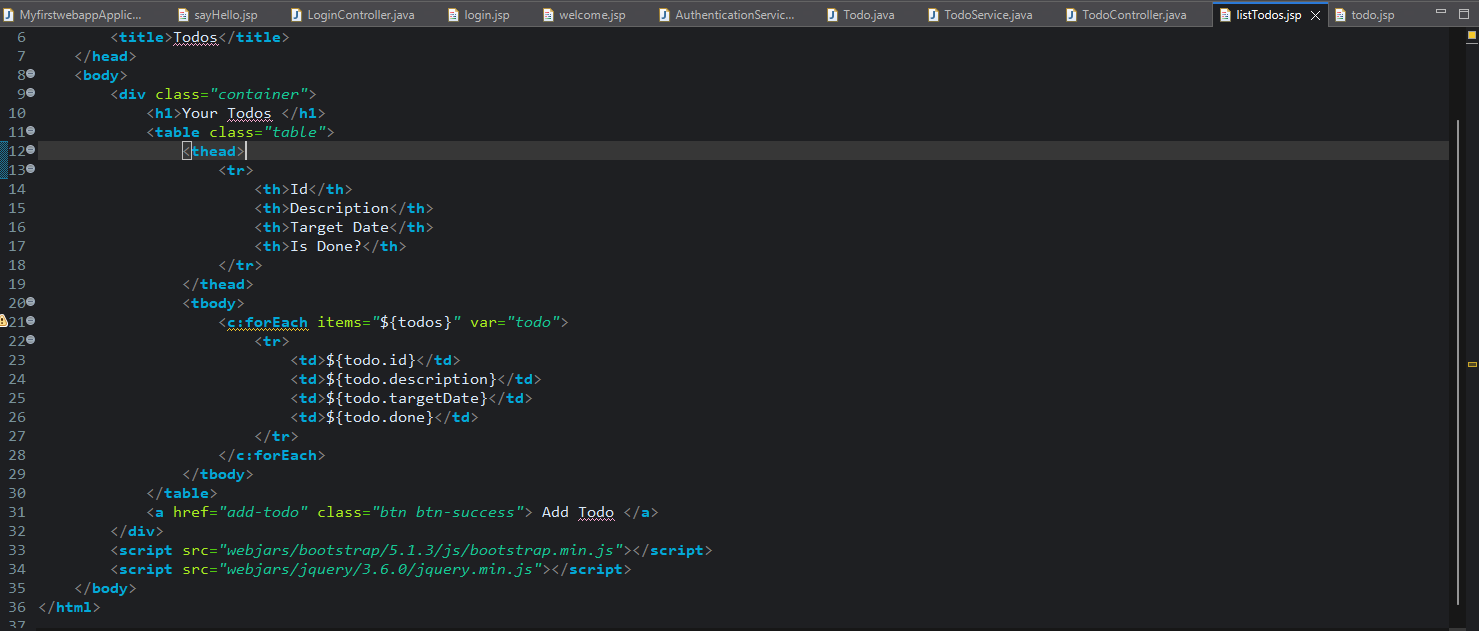 MyfirstwebappApplic... sayHello.jsp LoginController.java login.jsp welcome.jsp AuthenticationServic... Todo.java TodoService.java TodoController.java listTodos.jsp todo.jsp
6 <title>Todos</title>
7 </head>
8 <body>
9 <div class="container">
10 <h1>Your Todos </h1>
11 <table class="table">
12 <thead>
13 <tr>
14 <th>Id</th>
15 <th>Description</th>
16 <th>Target Date</th>
17 <th>Is Done?</th>
18 </tr>
19 </thead>
20 <tbody>
21 <c:forEach items="${todos}" var="todo">
22 <tr>
23 <td>${todo.id}</td>
24 <td>${todo.description}</td>
25 <td>${todo.targetDate}</td>
26 <td>${todo.done}</td>
27 </tr>
28 </c:forEach>
29 </tbody>
30 </table>
31 <a href="add-todo" class="btn btn-success"> Add Todo </a>
32 </div>
33 <script src="webjars/bootstrap/5.1.3/js/bootstrap.min.js"></script>
34 <script src="webjars/jquery/3.6.0/jquery.min.js"></script>
35 </body>
36 </html>
37